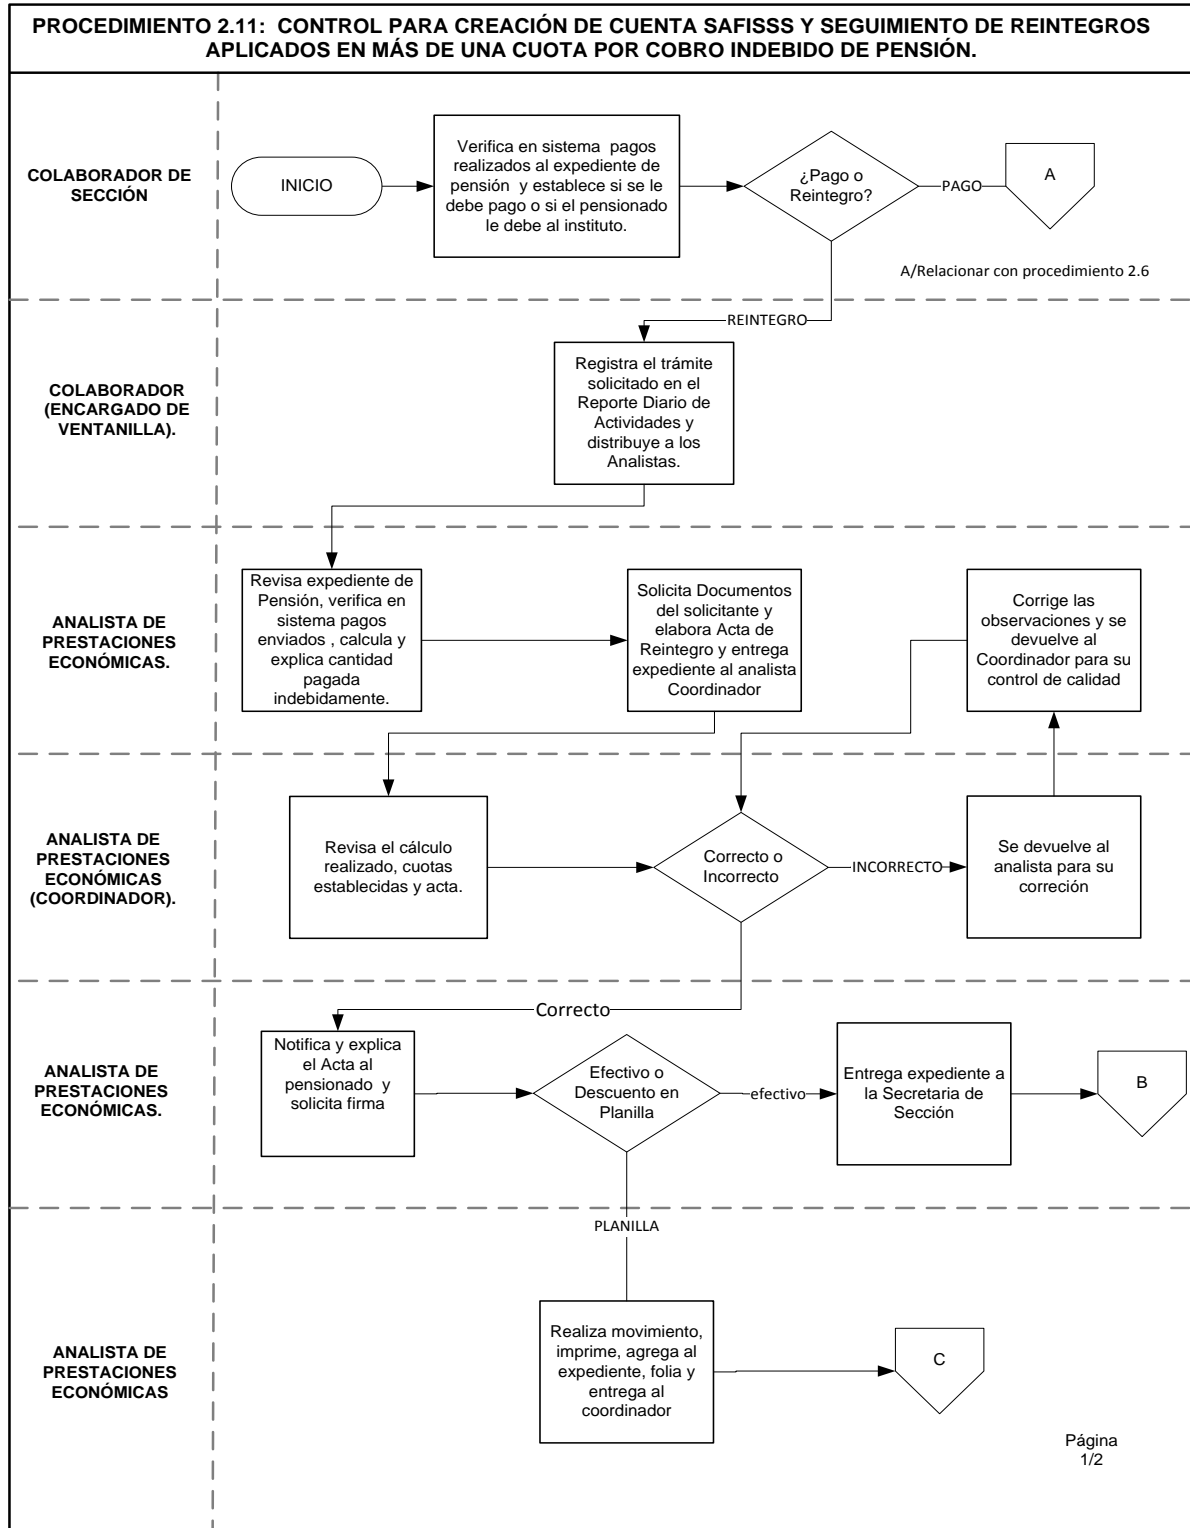 PROCEDIMIENTO 2.11: CONTROL PARA CREACIÓN DE CUENTA SAFISSS Y SEGUIMIENTO DE REINTEGROS
APLICADOS EN MÁS DE UNA CUOTA POR COBRO INDEBIDO DE PENSIÓN.
COLABORADOR DE
SECCIÓN
INICIO
Verifica en sistema pagos
realizados al expediente de
pensión y establece si se le
debe pago o si el pensionado
le debe al instituto.
¿Pago o
Reintegro?
PAGO
A
A/Relacionar con procedimiento 2.6
REINTEGRO
COLABORADOR
(ENCARGADO DE
VENTANILLA).
Registra el trámite
solicitado en el
Reporte Diario de
Actividades y
distribuye a los
Analistas.
ANALISTA DE
PRESTACIONES
ECONÓMICAS.
Revisa expediente de
Pensión, verifica en
sistema pagos
enviados , calcula y
explica cantidad
pagada
indebidamente.
Solicita Documentos
del solicitante y
elabora Acta de
Reintegro y entrega
expediente al analista
Coordinador
Corrige las
observaciones y se
devuelve al
Coordinador para su
control de calidad
ANALISTA DE
PRESTACIONES
ECONÓMICAS
(COORDINADOR).
Revisa el cálculo
realizado, cuotas
establecidas y acta.
Correcto o
Incorrecto
INCORRECTO
Se devuelve al
analista para su
correción
Correcto
ANALISTA DE
PRESTACIONES
ECONÓMICAS.
Notifica y explica
el Acta al
pensionado y
solicita firma
Efectivo o
Descuento en
Planilla
efectivo
Entrega expediente a
la Secretaria de
Sección
B
PLANILLA
ANALISTA DE
PRESTACIONES
ECONÓMICAS
Realiza movimiento,
imprime, agrega al
expediente, folia y
entrega al
coordinador
C
Página
1/2